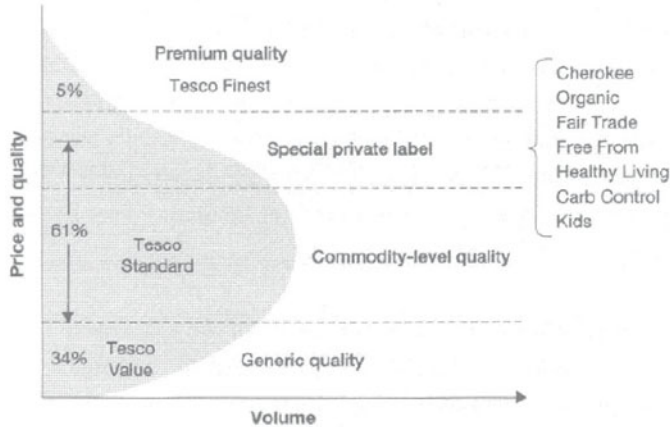 Premium quality
Tesco Finest
5%
Special private label
Cherokee
Organic
Fair Trade
Free From
Healthy Living
Carb Control
Kids
61%
Tesco
Standard
Commodity-level quality
34%
Tesco
Value
Generic quality
Price and quality
Volume